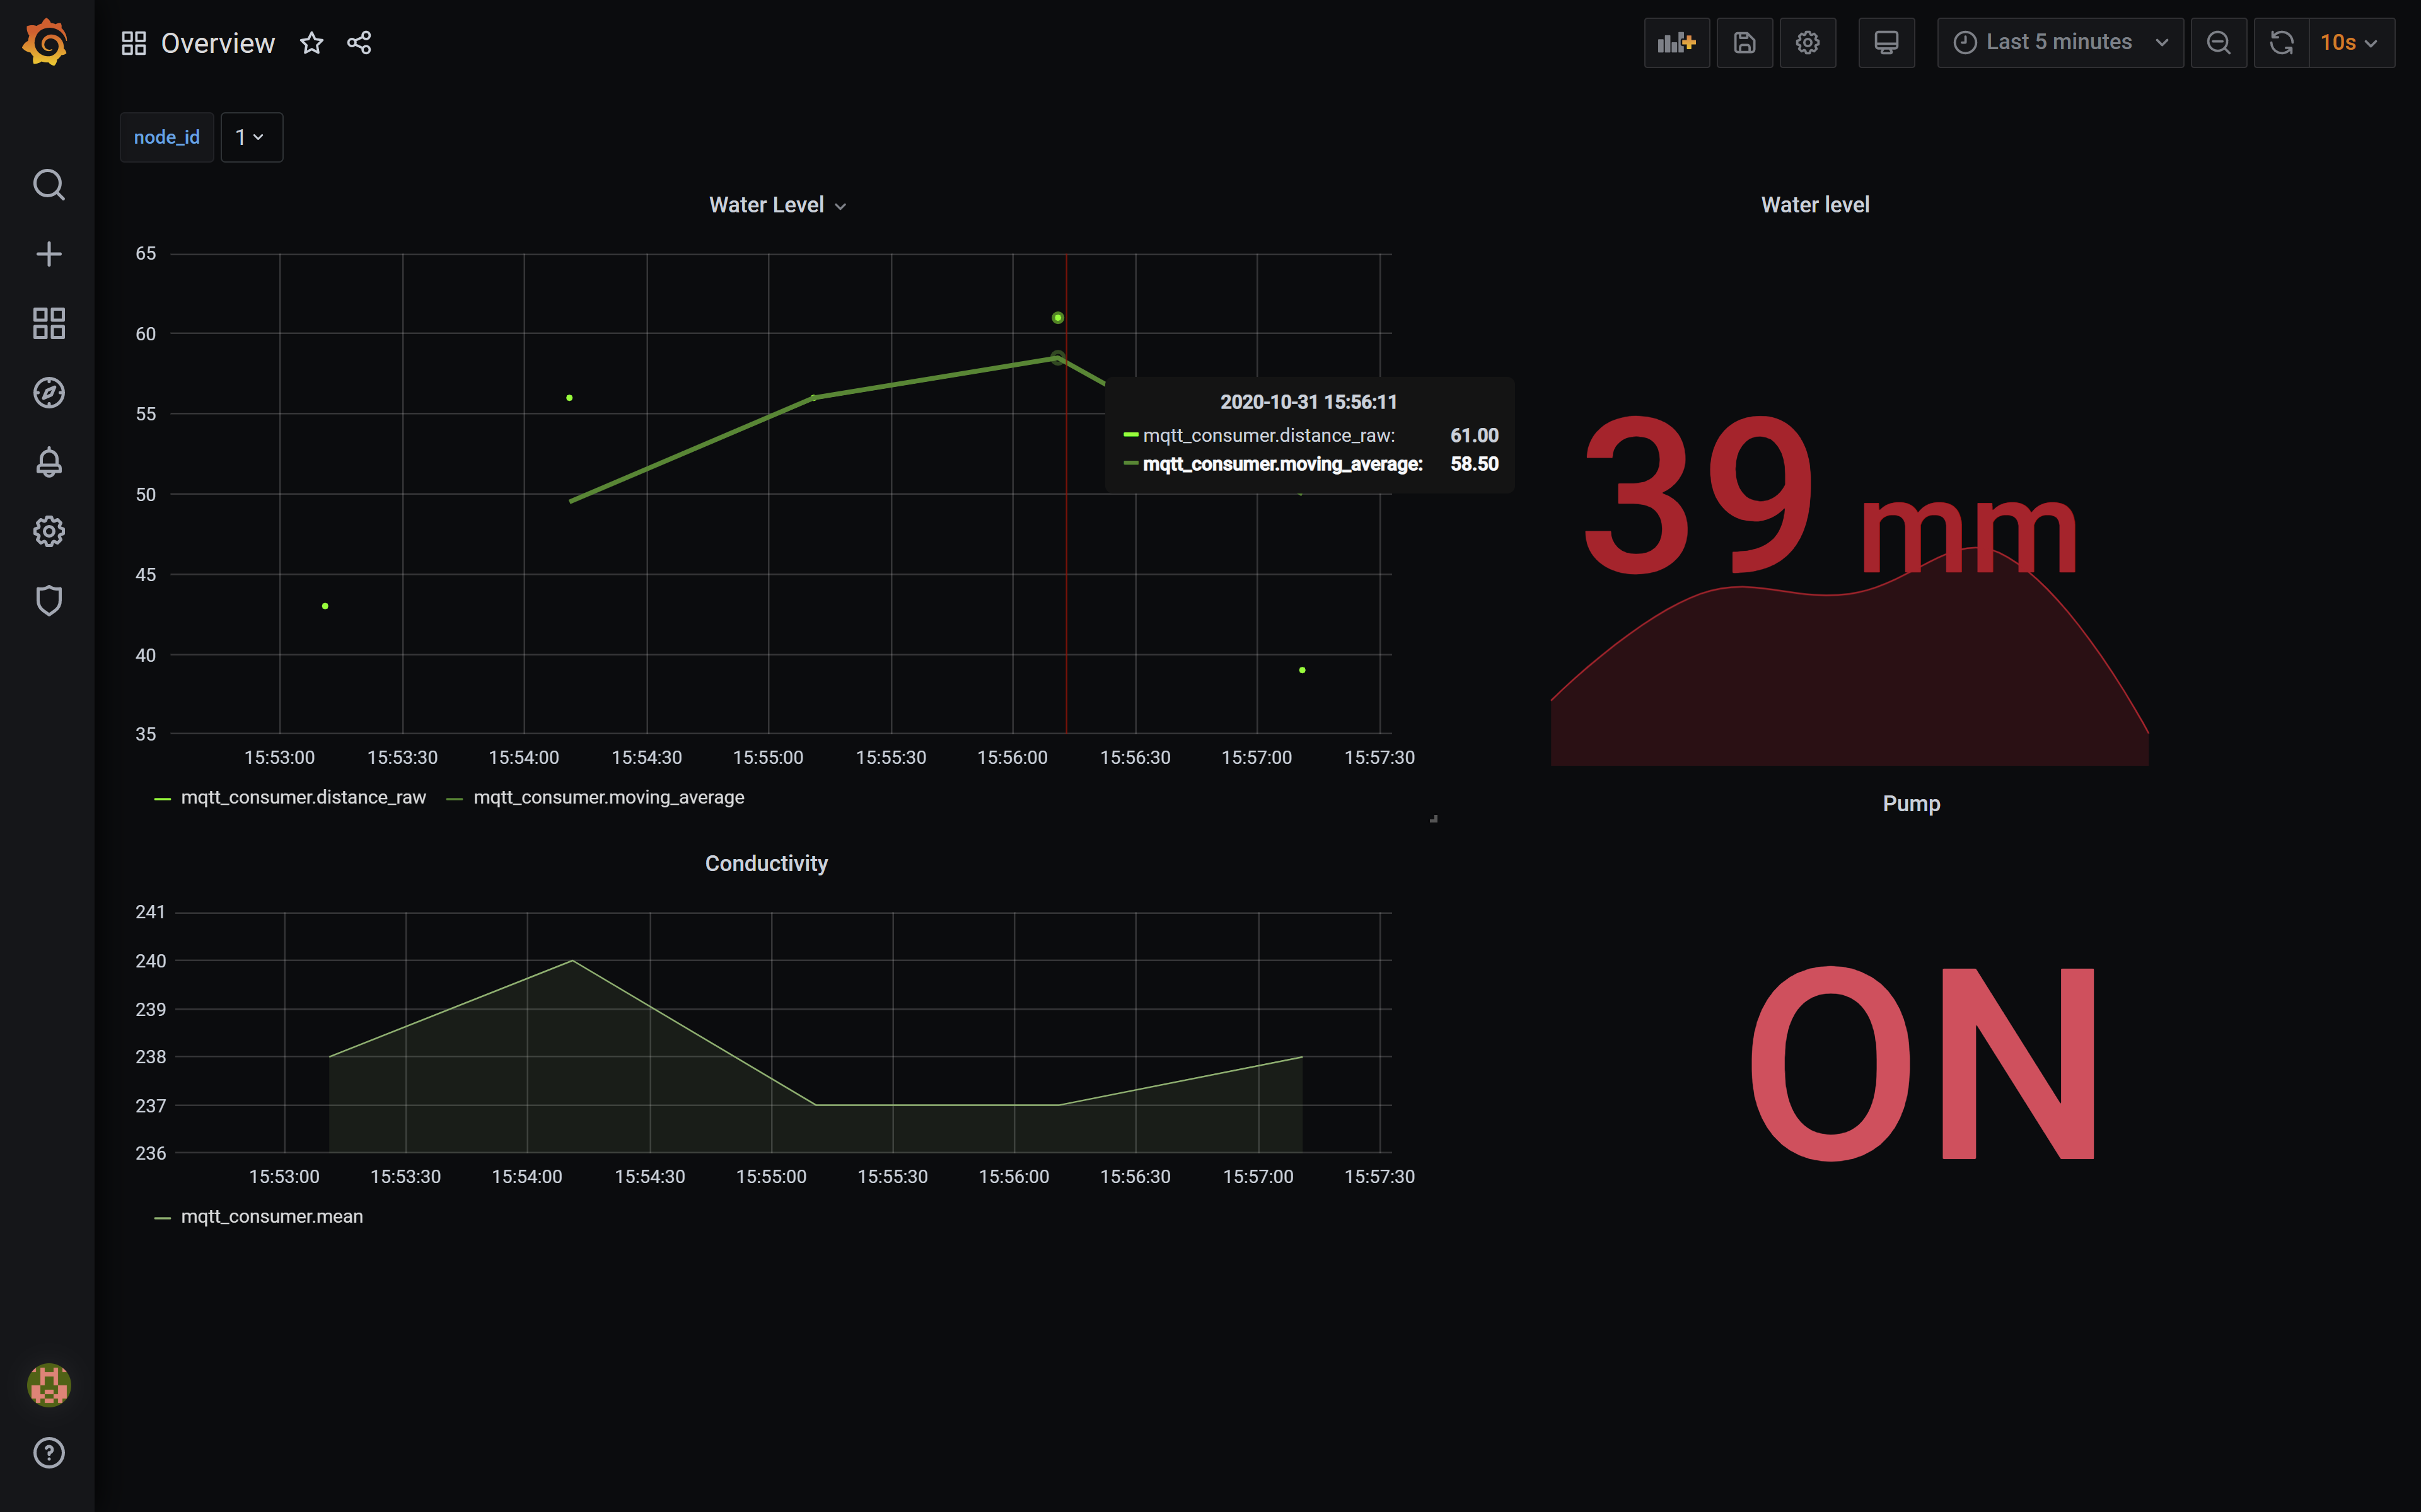 Overview
Last 5 minutes
10s
node_id
1
Water Level
65
60
55
50
45
40
35
15:53:00 15:53:30 15:54:00 15:54:30 15:55:00 15:55:30 15:56:00 15:56:30 15:57:00 15:57:30
2020-10-31 15:56:11
mqtt_consumer.distance_raw: 61.00
mqtt_consumer.moving_average: 58.50
mqtt_consumer.distance_raw mqtt_consumer.moving_average
Water level
39 mm
Conductivity
241
240
239
238
237
236
15:53:00 15:53:30 15:54:00 15:54:30 15:55:00 15:55:30 15:56:00 15:56:30 15:57:00 15:57:30
mqtt_consumer.mean
Pump
ON